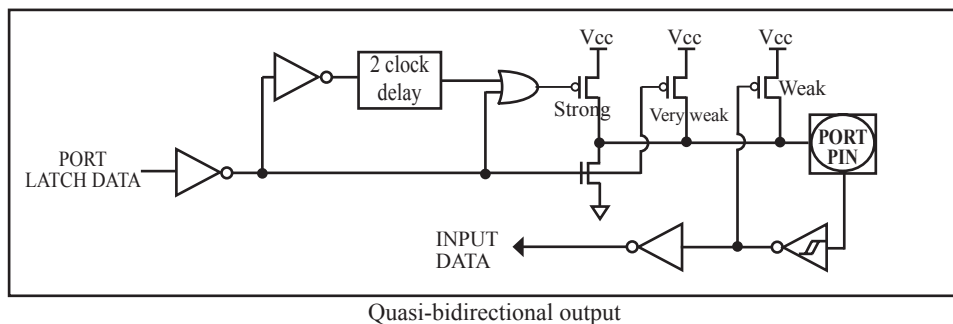 Vcc
Vcc
Vcc
2 clock
delay
Strong
Very weak
Weak
PORT
LATCH DATA
PORT
PIN
INPUT
DATA
Quasi-bidirectional output